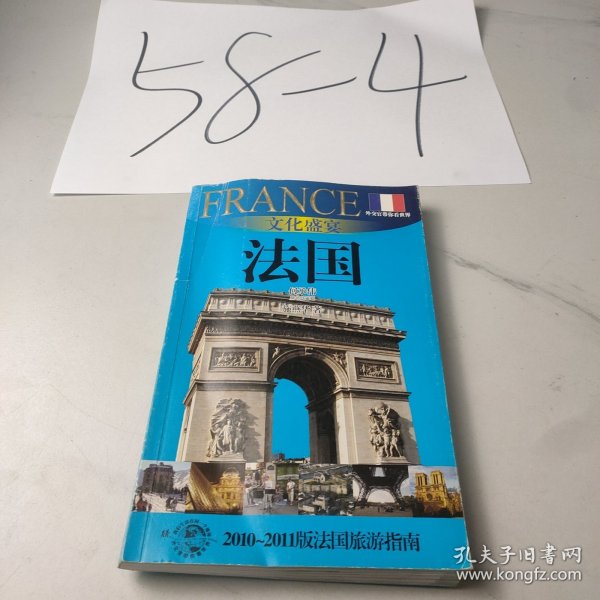 58-4
FRANCE
外交官带你看世界
文化盛宴
法国
著
2010~2011版法国旅游指南
孔夫子旧书网
www.kongfz.com